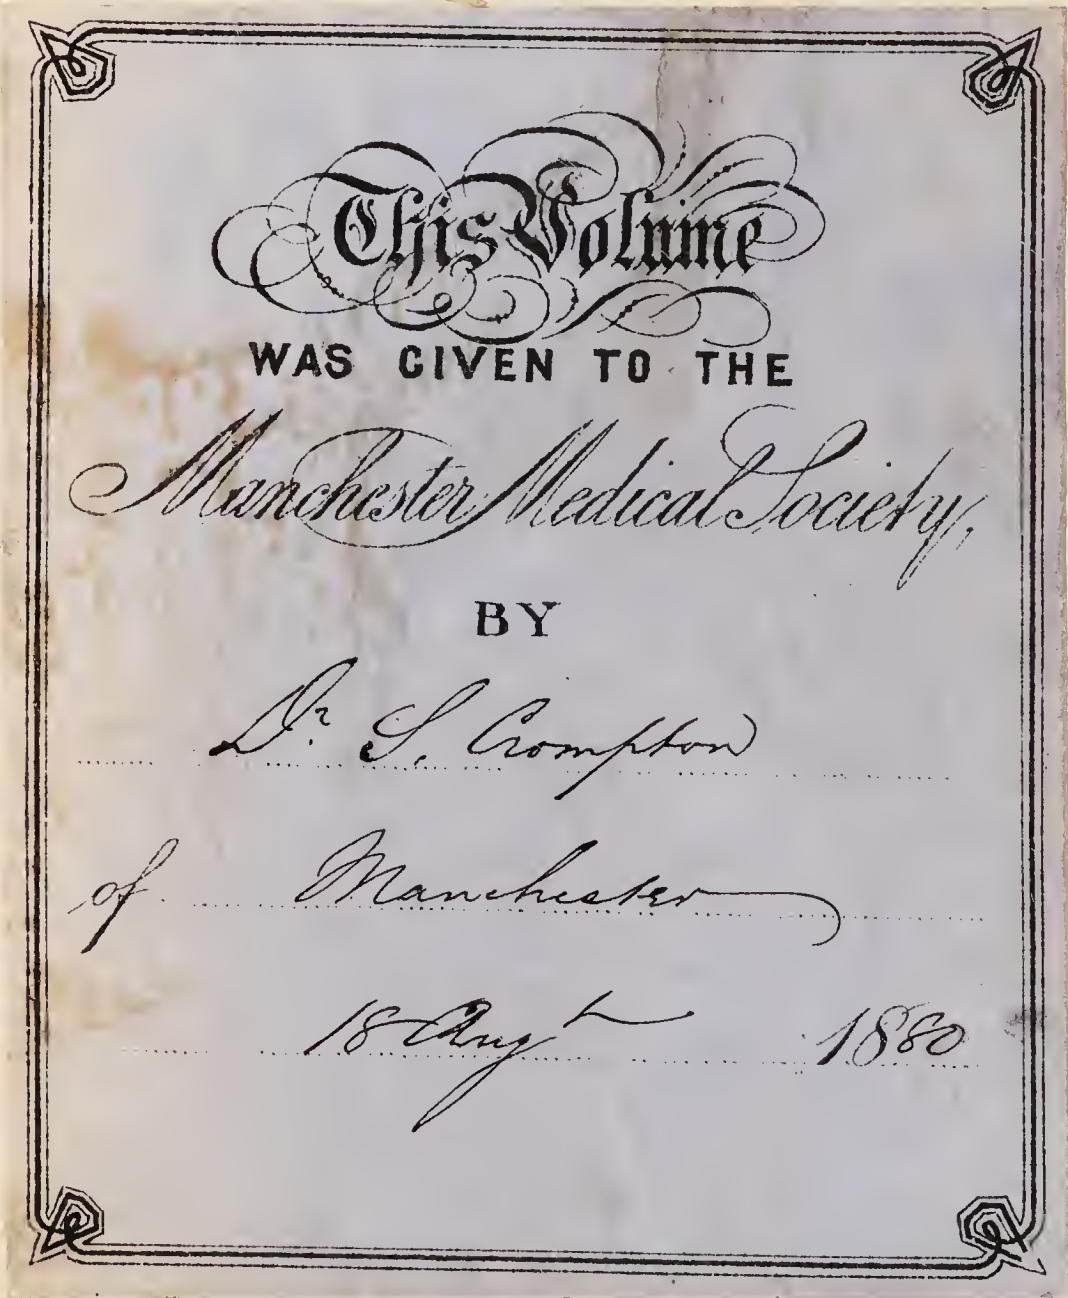 This Volume
WAS GIVEN TO THE
Manchester Medical Society,
BY
Dr. S. Crompton
of Manchester
18 Augt 1880